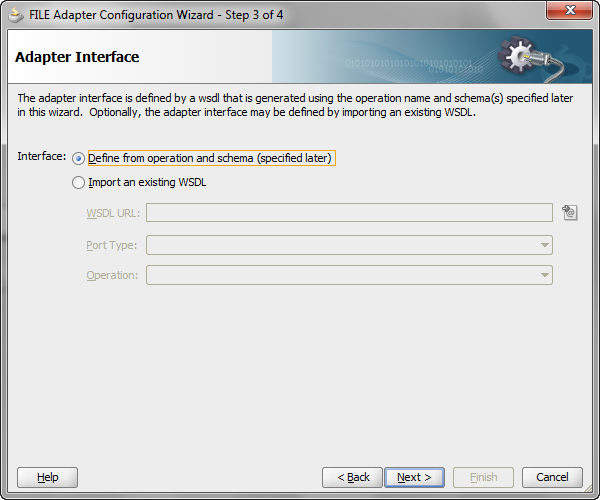 FILE Adapter Configuration Wizard - Step 3 of 4
Adapter Interface
The adapter interface is defined by a wsdl that is generated using the operation name and schema(s) specified later
in this wizard. Optionally, the adapter interface may be defined by importing an existing WSDL.
Interface: Define from operation and schema (specified later)
Import an existing WSDL
WSDL URL:
Port Type:
Operation:
Help < Back Next > Finish Cancel